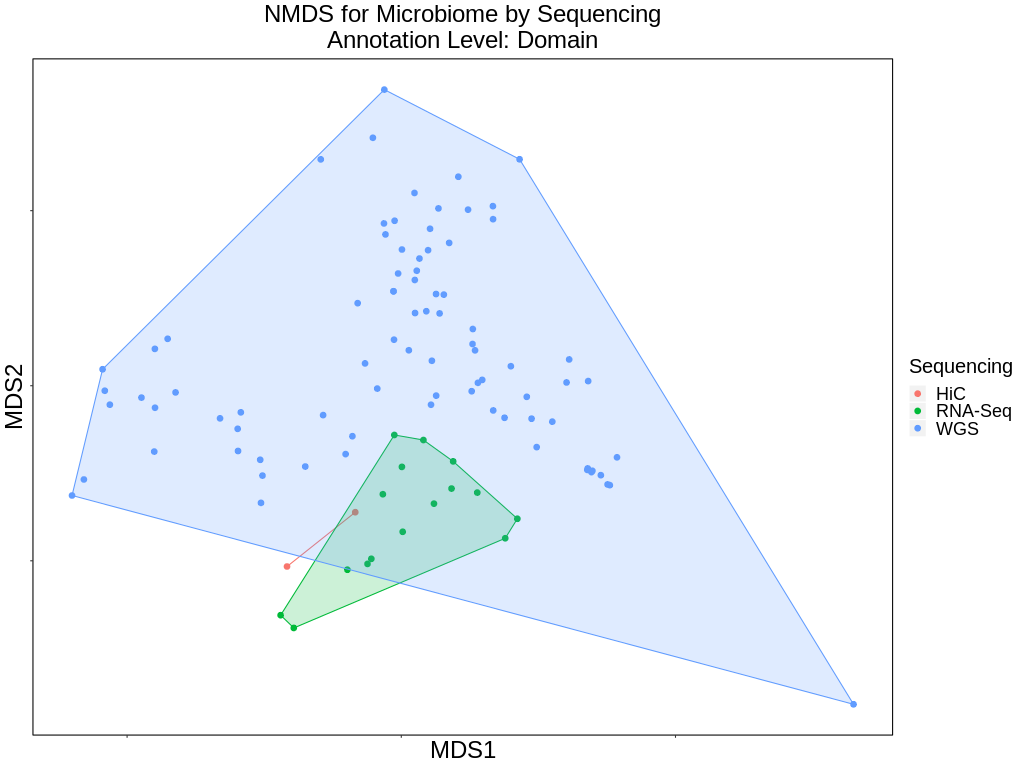 NMDS for Microbiome by Sequencing
Annotation Level: Domain
MDS2
Sequencing
HiC
RNA-Seq
WGS
MDS1